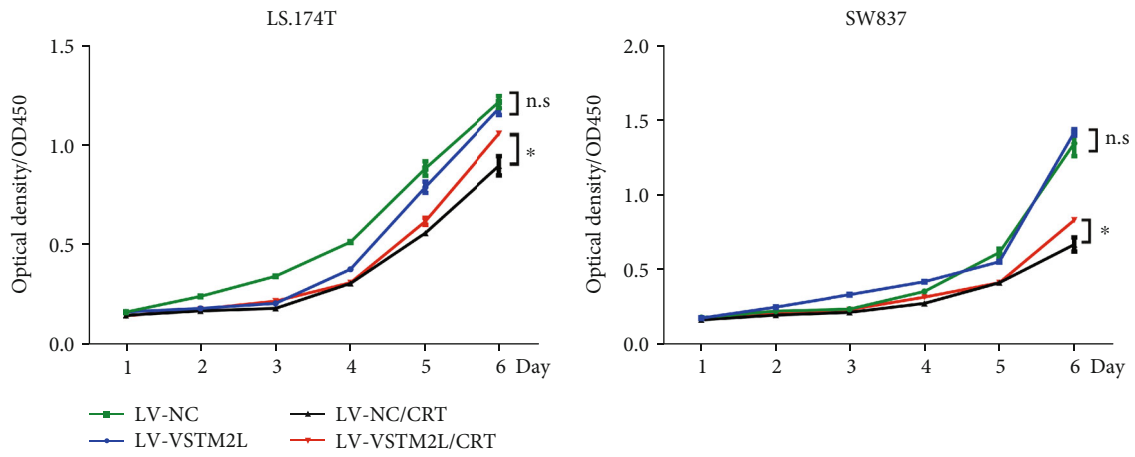 LS.174T
Optical density/OD450
1.5
1.0
0.5
0.0
1 2 3 4 5 6 Day
n.s
*
SW837
Optical density/OD450
2.0
1.5
1.0
0.5
0.0
1 2 3 4 5 6 Day
n.s
*
LV-NC
LV-VSTM2L
LV-NC/CRT
LV-VSTM2L/CRT